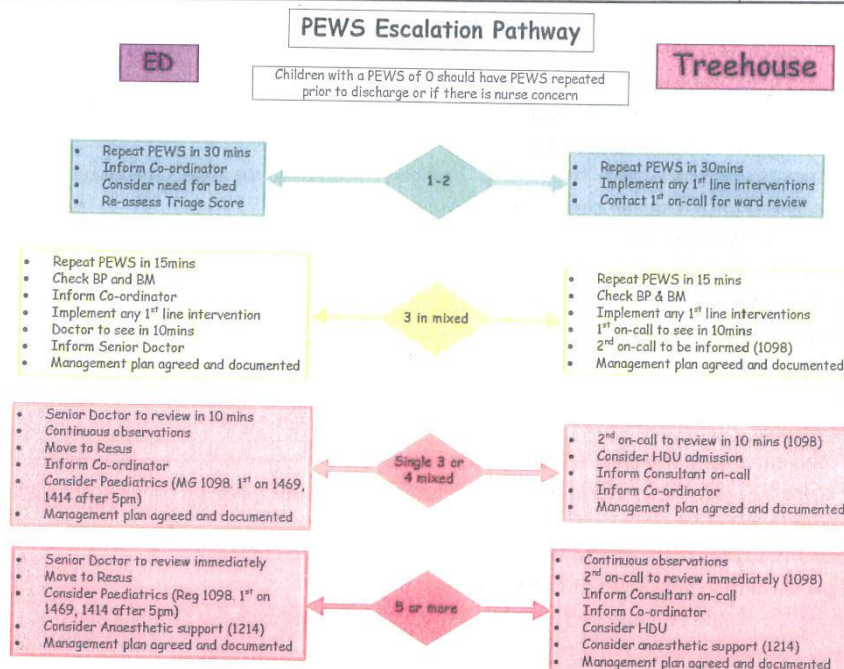 PEWS Escalation Pathway
ED
Treehouse
Children with a PEWS of 0 should have PEWS repeated
prior to discharge or if there is nurse concern
• Repeat PEWS in 30 mins
• Inform Co-ordinator
• Consider need for bed
• Re-assess Triage Score
1-2
• Repeat PEWS in 30mins
• Implement any 1st line interventions
• Contact 1st on-call for ward review
• Repeat PEWS in 15mins
• Check BP and BM
• Inform Co-ordinator
• Implement any 1st line intervention
• Doctor to see in 10mins
• Inform Senior Doctor
• Management plan agreed and documented
3 in mixed
• Repeat PEWS in 15 mins
• Check BP & BM
• Implement any 1st line interventions
• 1st on-call to see in 10mins
• 2nd on-call to be informed (1098)
• Management plan agreed and documented
• Senior Doctor to review in 10 mins
• Continuous observations
• Move to Resus
• Inform Co-ordinator
• Consider Paediatrics (MG 1098. 1st on 1469,
1414 after 5pm)
• Management plan agreed and documented
Single 3 or
4 mixed
• 2nd on-call to review in 10 mins (1098)
• Consider HDU admission
• Inform Consultant on-call
• Inform Co-ordinator
• Management plan agreed and documented
• Senior Doctor to review immediately
• Move to Resus
• Consider Paediatrics (Reg 1098. 1st on
1469, 1414 after 5pm)
• Consider Anaesthetic support (1214)
• Management plan agreed and documented
5 or more
• Continuous observations
• 2nd on-call to review immediately (1098)
• Inform Consultant on-call
• Inform Co-ordinator
• Consider HDU
• Consider anaesthetic support (1214)
• Management plan agreed and documented